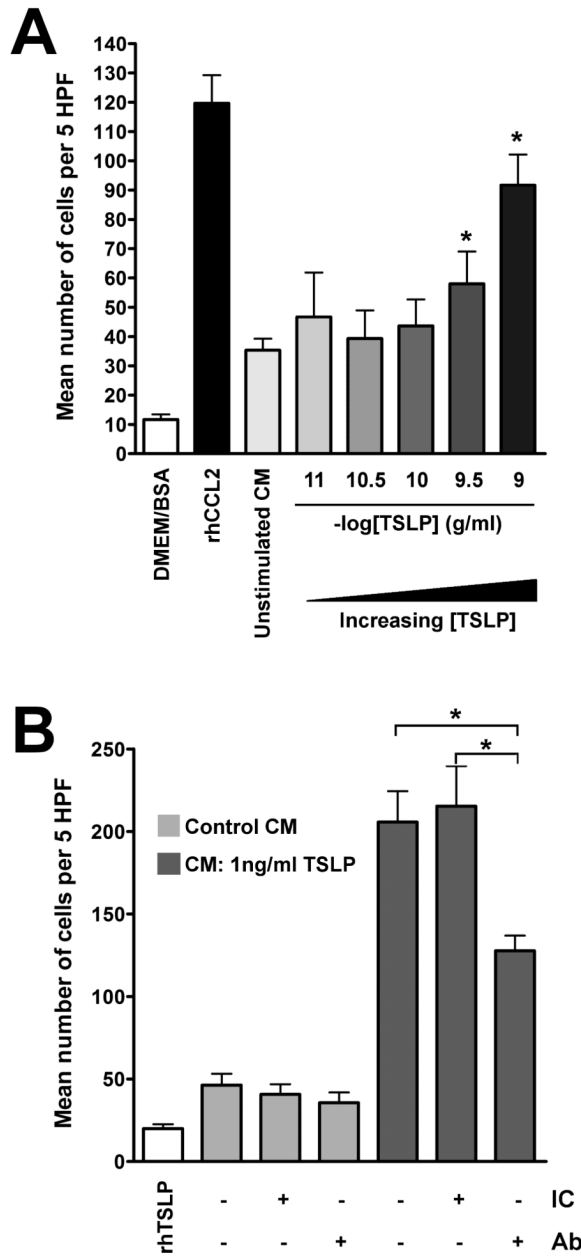 A
Mean number of cells per 5 HPF
140
130
120
110
100
90
80
70
60
50
40
30
20
10
0
*
*
DMEM/BSA
rhCCL2
Unstimulated CM
11 10.5 10 9.5 9
-log[TSLP] (g/ml)
Increasing [TSLP]
B
Mean number of cells per 5 HPF
250
200
150
100
50
0
Control CM
CM: 1ng/ml TSLP
*
*
rhTSLP
- + - - + - IC
- - + - - + Ab